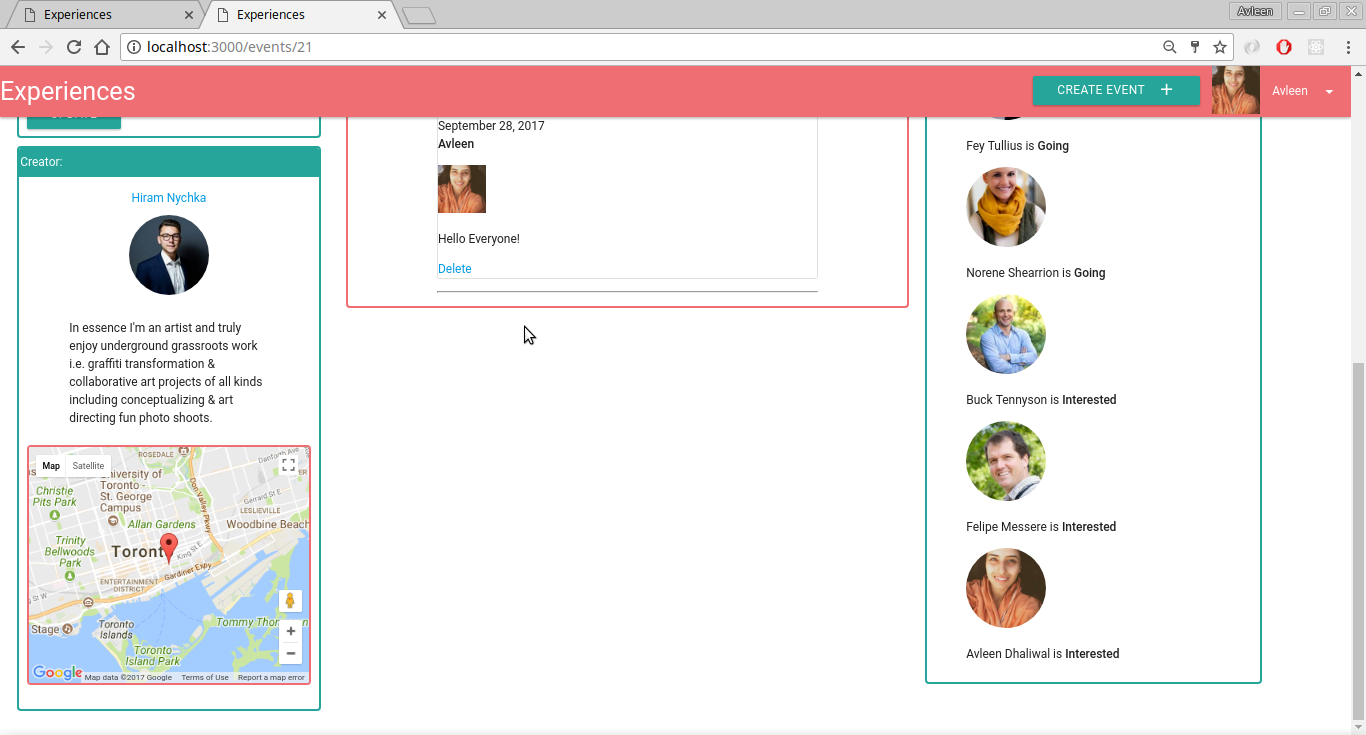 Experiences
Experiences
Avleen
localhost:3000/events/21
Experiences
CREATE EVENT +
Avleen
Creator:
Hiram Nychka
In essence I'm an artist and truly
enjoy underground grassroots work
i.e. graffiti transformation &
collaborative art projects of all kinds
including conceptualizing & art
directing fun photo shoots.
Map Satellite
ROSEDALE
Danforth Ave
University of
Toronto -
St. George
Campus
Christie
Pits Park
Don Valley Pkwy
Gerrard St E
LESLIEVILLE
Allan Gardens
Woodbine Beach
Trinity
Bellwoods
Park
Toronto
King St E
Gardiner Expy
ENTERTAINMENT
DISTRICT
St W
Stage
Toronto
Islands
Tommy Thom
Toronto
Island Park
+
−
Google
Map data ©2017 Google Terms of Use Report a map error
September 28, 2017
Avleen
Hello Everyone!
Delete
Fey Tullius is Going
Norene Shearrion is Going
Buck Tennyson is Interested
Felipe Messere is Interested
Avleen Dhaliwal is Interested